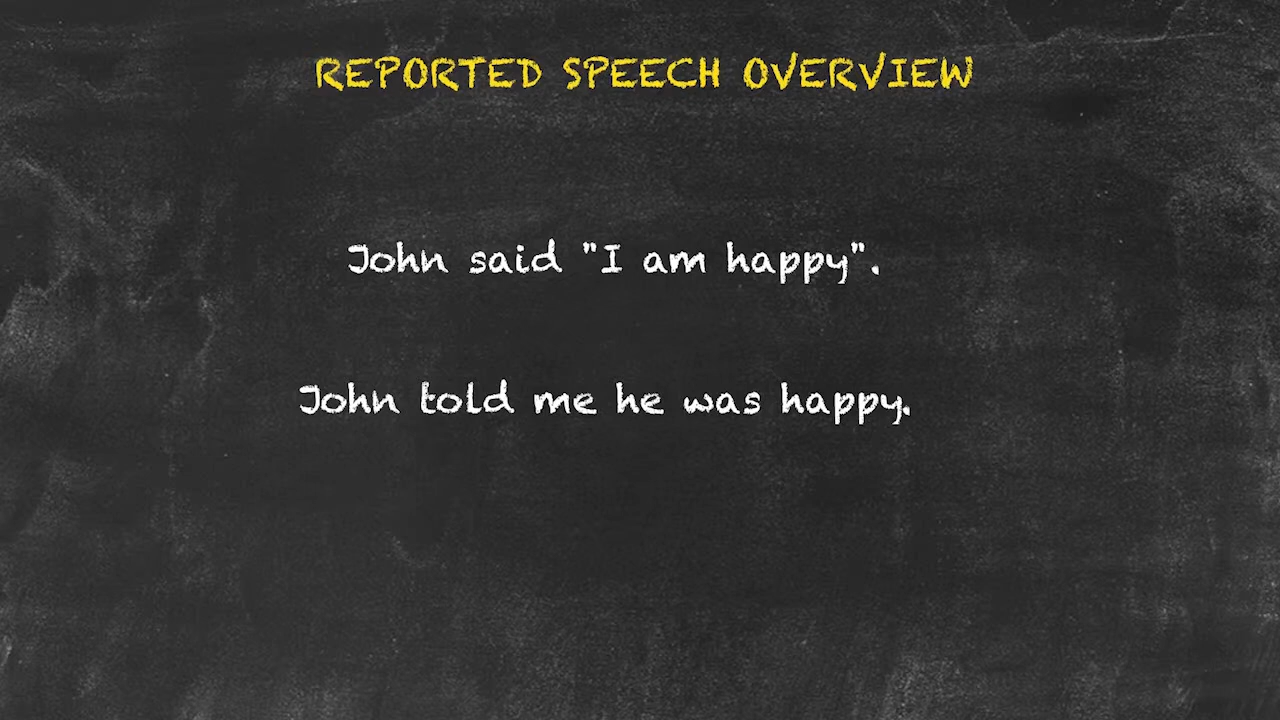 REPORTED SPEECH OVERVIEW
John said "I am happy".
John told me he was happy.